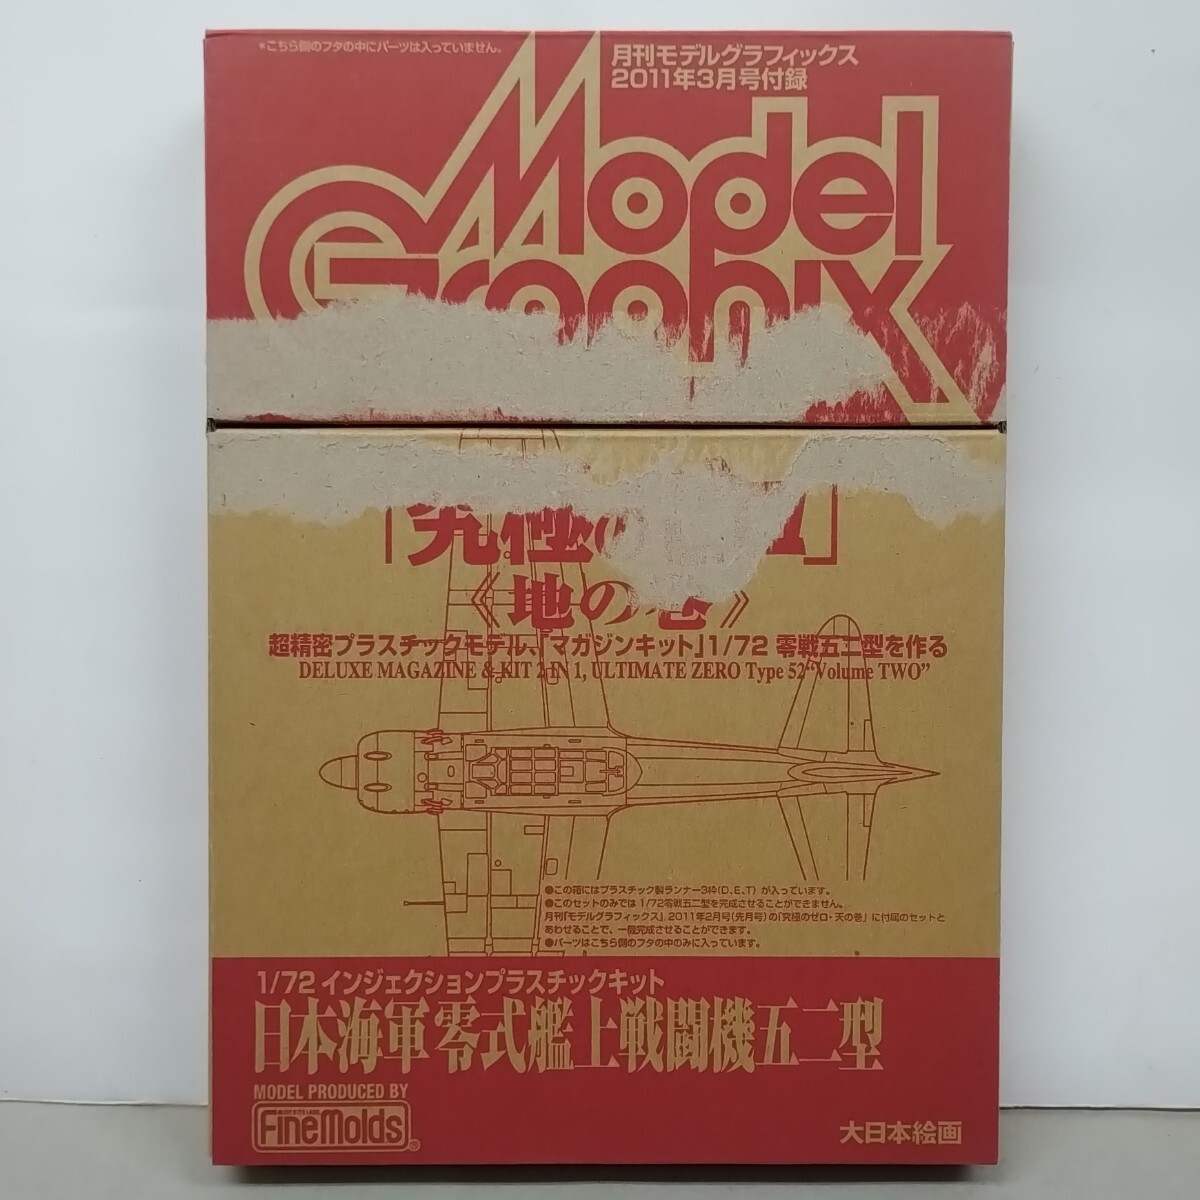 *こちら側のフタの中にパーツは入っていません。
月刊モデルグラフィックス
2011年3月号付録
Model
Graphix
「究極の
《地の巻》
超精密プラスチックモデル、「マガジンキット」1/72 零戦五二型を作る
DELUXE MAGAZINE & KIT 2 IN 1, ULTIMATE ZERO Type 52"Volume TWO"
●この箱にはプラスチック製ランナー3枠(D、E、T) が入っています。
●このセットのみでは1/72零戦五二型を完成させることができません。
月刊『モデルグラフィックス』2011年2月号(先月号)の「究極のゼロ・天の巻」に付属のセットと
あわせることで、一機完成させることができます。
●パーツはこちら側のフタの中のみに入っています。
1/72 インジェクションプラスチックキット
日本海軍 零式艦上戦闘機五二型
MODEL PRODUCED BY
FineMolds
大日本絵画